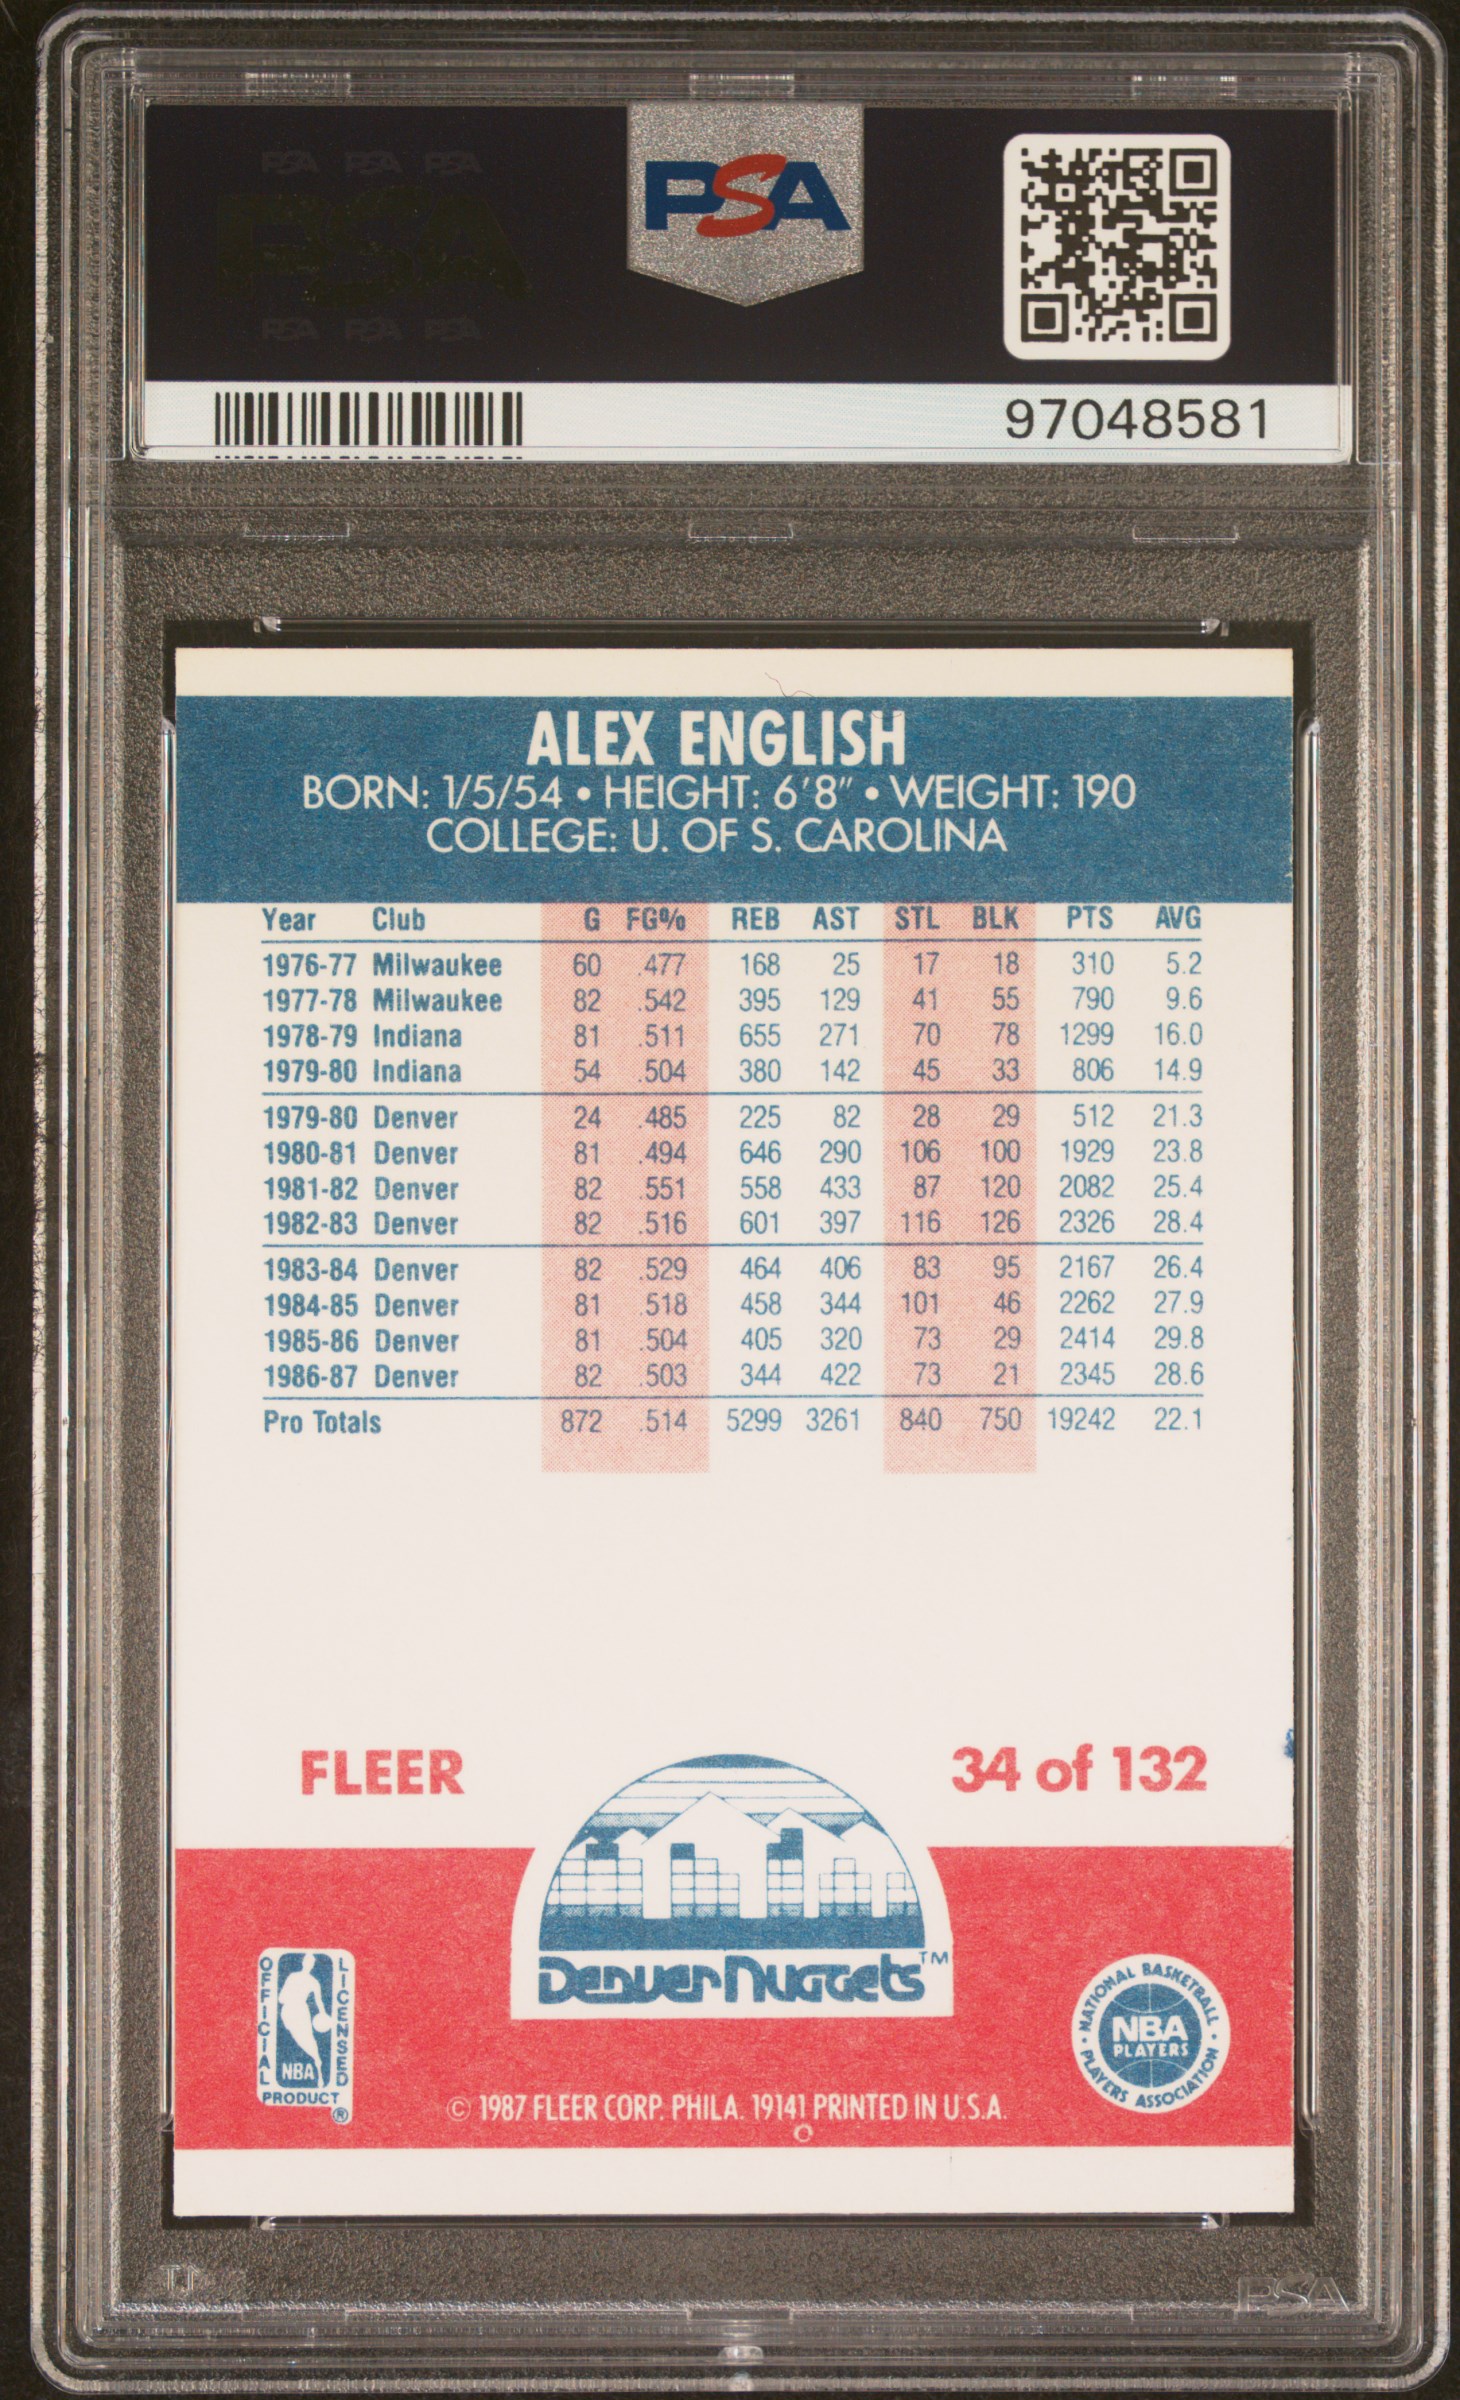 PSA PSA PSA
PSA
PSA
PSA PSA PSA
97048581
ALEX ENGLISH
BORN: 1/5/54 • HEIGHT: 6'8" • WEIGHT: 190
COLLEGE: U. OF S. CAROLINA
Year Club G FG% REB AST STL BLK PTS AVG
1976-77 Milwaukee 60 .477 168 25 17 18 310 5.2
1977-78 Milwaukee 82 .542 395 129 41 55 790 9.6
1978-79 Indiana 81 .511 655 271 70 78 1299 16.0
1979-80 Indiana 54 .504 380 142 45 33 806 14.9
1979-80 Denver 24 .485 225 82 28 29 512 21.3
1980-81 Denver 81 .494 646 290 106 100 1929 23.8
1981-82 Denver 82 .551 558 433 87 120 2082 25.4
1982-83 Denver 82 .516 601 397 116 126 2326 28.4
1983-84 Denver 82 .529 464 406 83 95 2167 26.4
1984-85 Denver 81 .518 458 344 101 46 2262 27.9
1985-86 Denver 81 .504 405 320 73 29 2414 29.8
1986-87 Denver 82 .503 344 422 73 21 2345 28.6
Pro Totals 872 .514 5299 3261 840 750 19242 22.1
FLEER
34 of 132
Denver Nuggets™
OFFICIAL LICENSED
NBA
PRODUCT
®
NATIONAL BASKETBALL
NBA
PLAYERS
PLAYERS ASSOCIATION
© 1987 FLEER CORP. PHILA. 19141 PRINTED IN U.S.A.
PSA